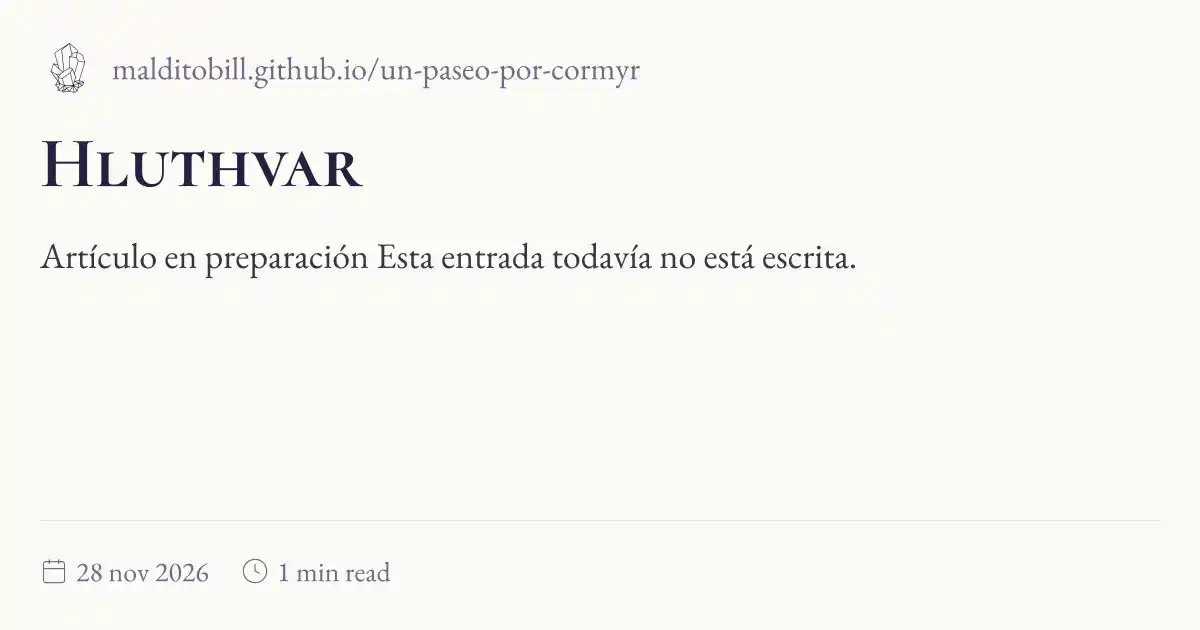 malditobill.github.io/un-paseo-por-cormyr
Hluthvar
Artículo en preparación Esta entrada todavía no está escrita.
28 nov 2026 1 min read